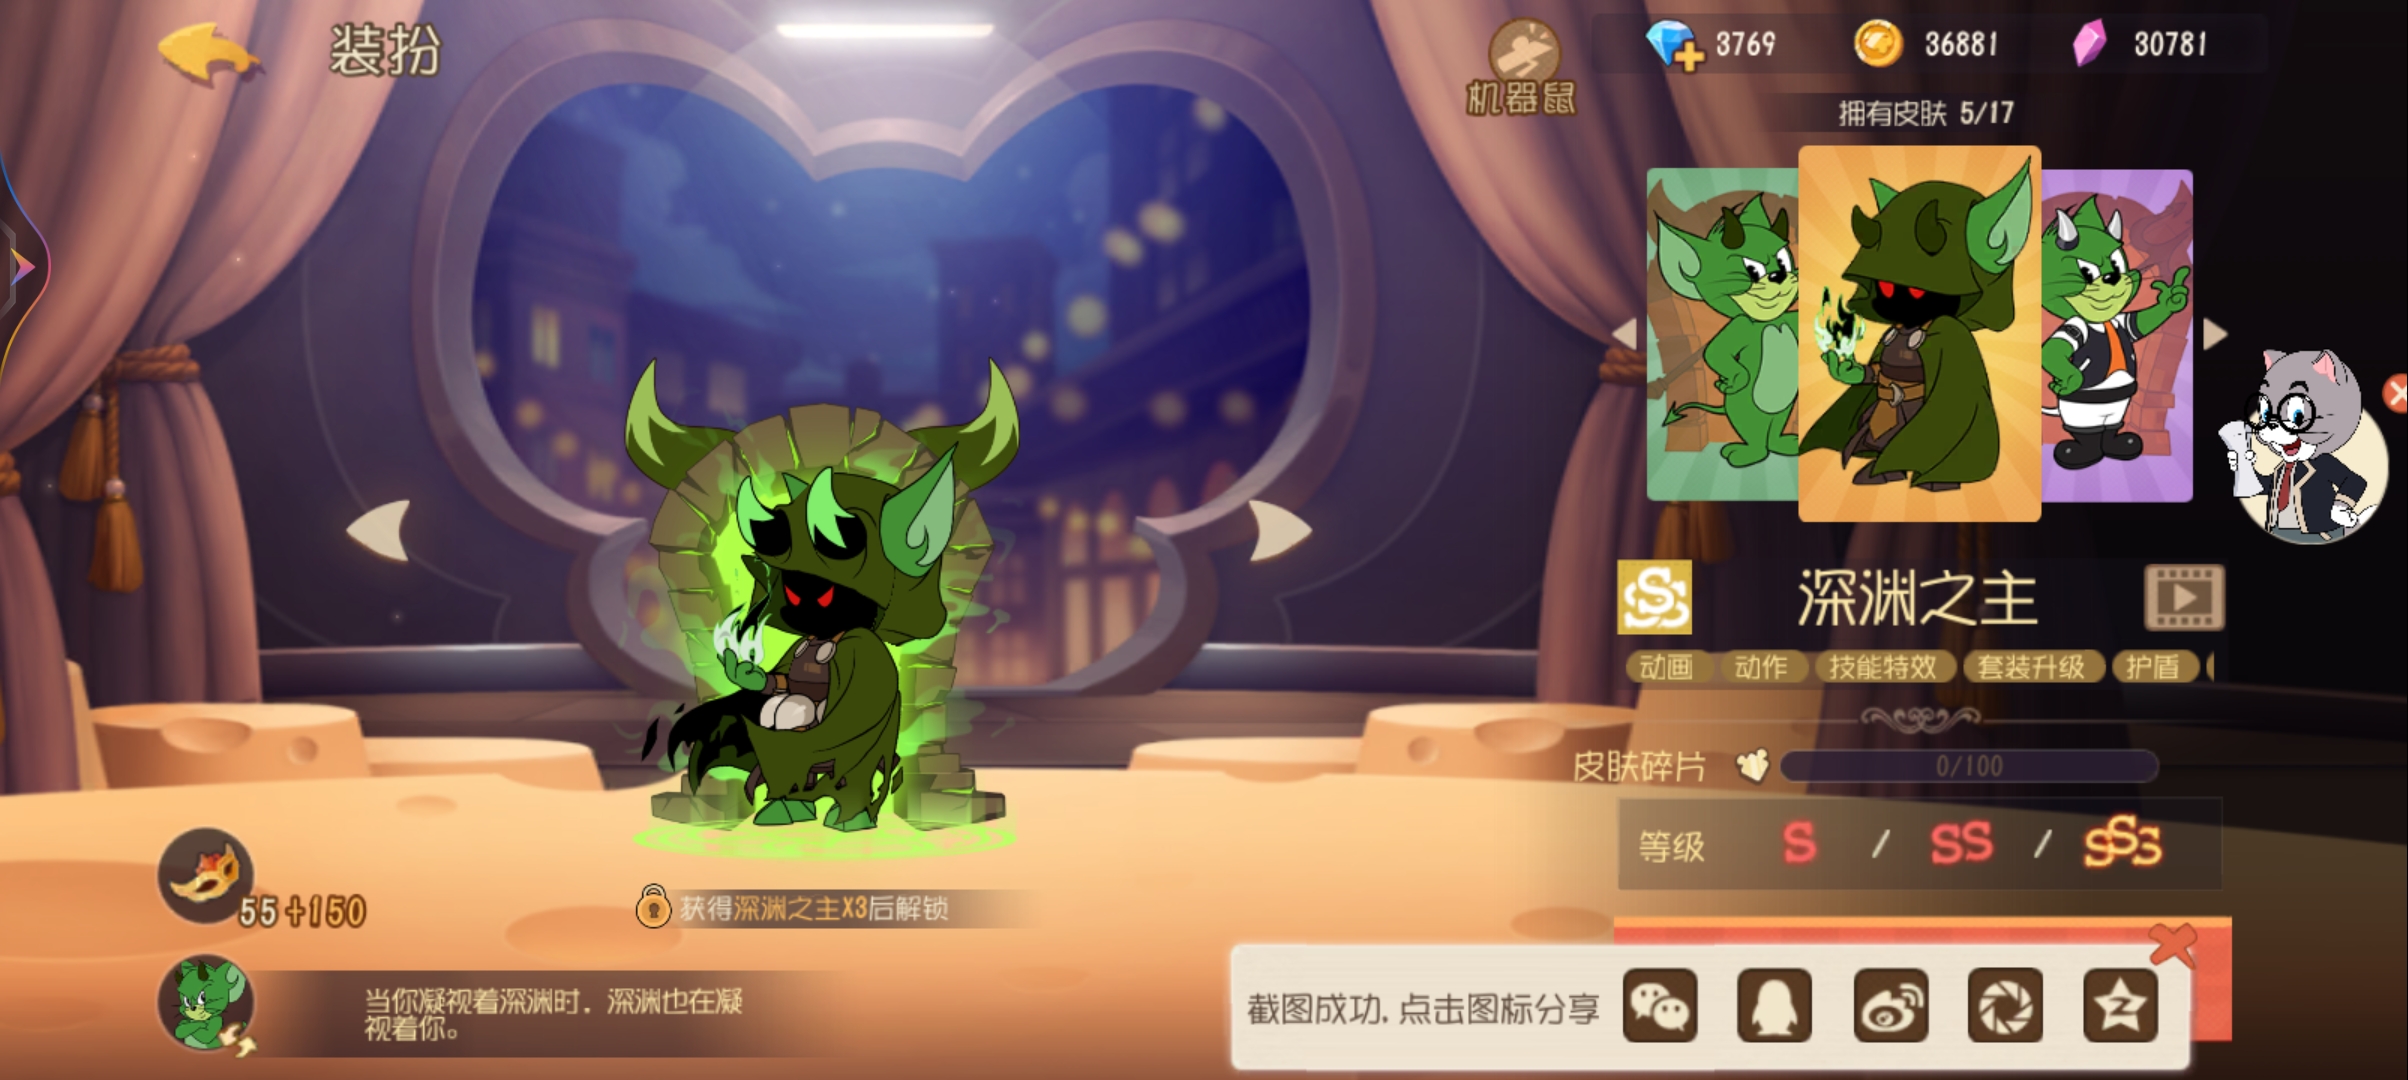 装扮
机器鼠
3769
36881
30781
拥有皮肤 5/17
S
深渊之主
动画
动作
技能特效
套装升级
护盾
皮肤碎片
0/100
等级 S / SS / SSS
55+150
获得深渊之主X3后解锁
当你凝视着深渊时，深渊也在凝
视着你。
截图成功,点击图标分享